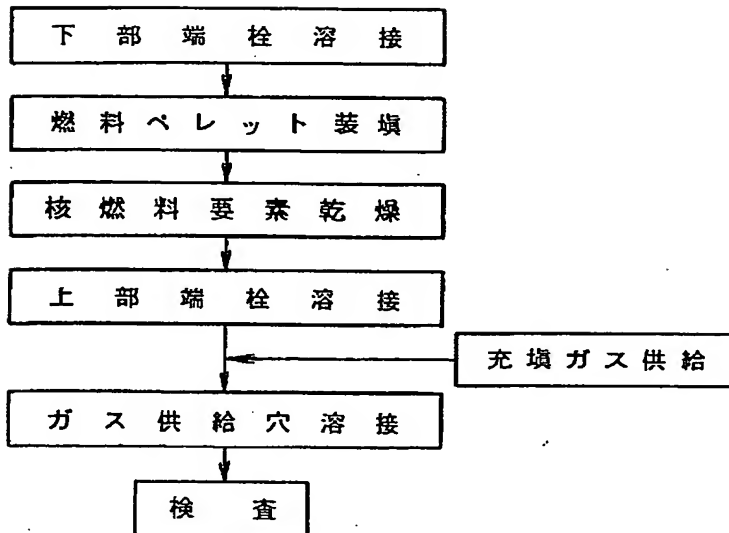 下部端栓溶接
燃料ペレット装塡
核燃料要素乾燥
上部端栓溶接
充塡ガス供給
ガス供給穴溶接
検査